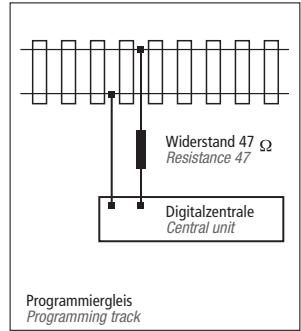 Widerstand 47 Ω
Resistance 47
Digitalzentrale
Central unit
Programmiergleis
Programming track